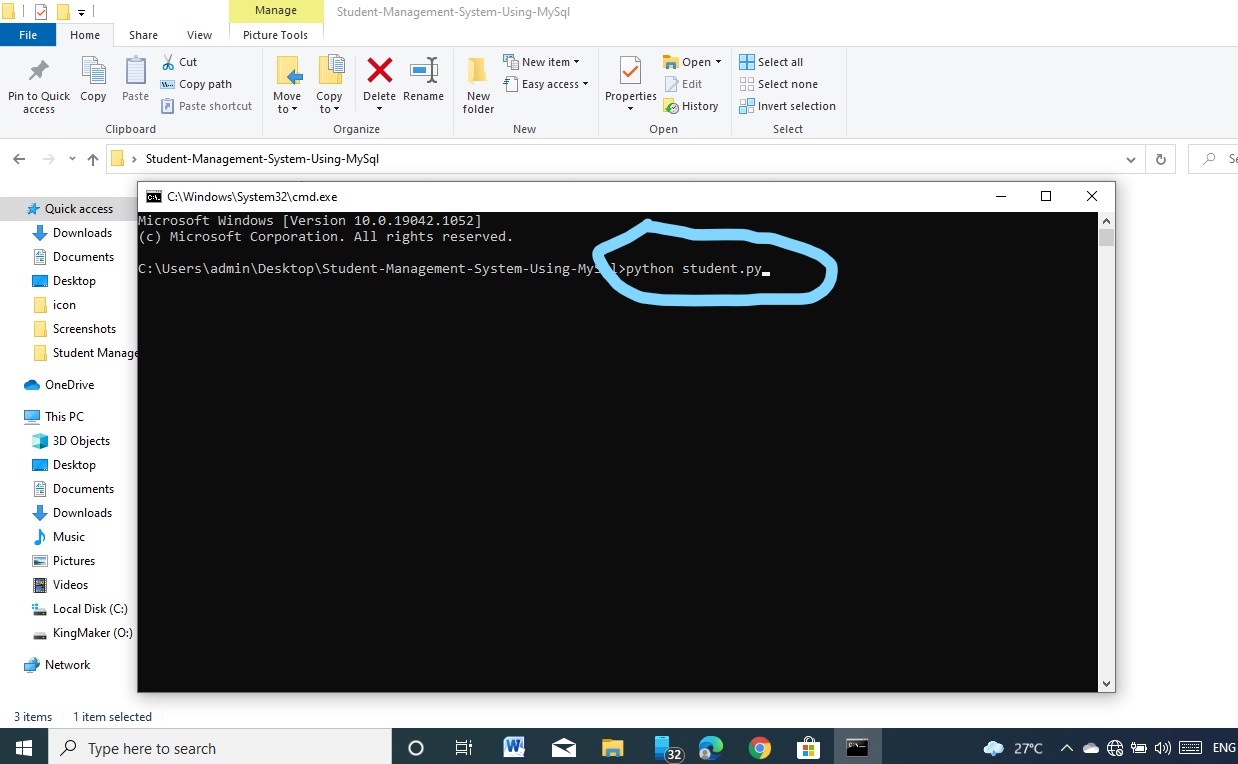 Manage
Student-Management-System-Using-MySql
File Home Share View Picture Tools
Pin to Quick access
Copy
Paste
Cut
Copy path
Paste shortcut
Clipboard
Move to
Copy to
Delete
Rename
Organize
New folder
New item
Easy access
New
Properties
Open
Edit
History
Open
Select all
Select none
Invert selection
Select
Student-Management-System-Using-MySql
Se
C:\Windows\System32\cmd.exe
Microsoft Windows [Version 10.0.19042.1052]
(c) Microsoft Corporation. All rights reserved.
C:\Users\admin\Desktop\Student-Management-System-Using-MySql>python student.py
Quick access
Downloads
Documents
Desktop
icon
Screenshots
Student Manage
OneDrive
This PC
3D Objects
Desktop
Documents
Downloads
Music
Pictures
Videos
Local Disk (C:)
KingMaker (O:)
Network
3 items 1 item selected
Type here to search
32
27°C
ENG